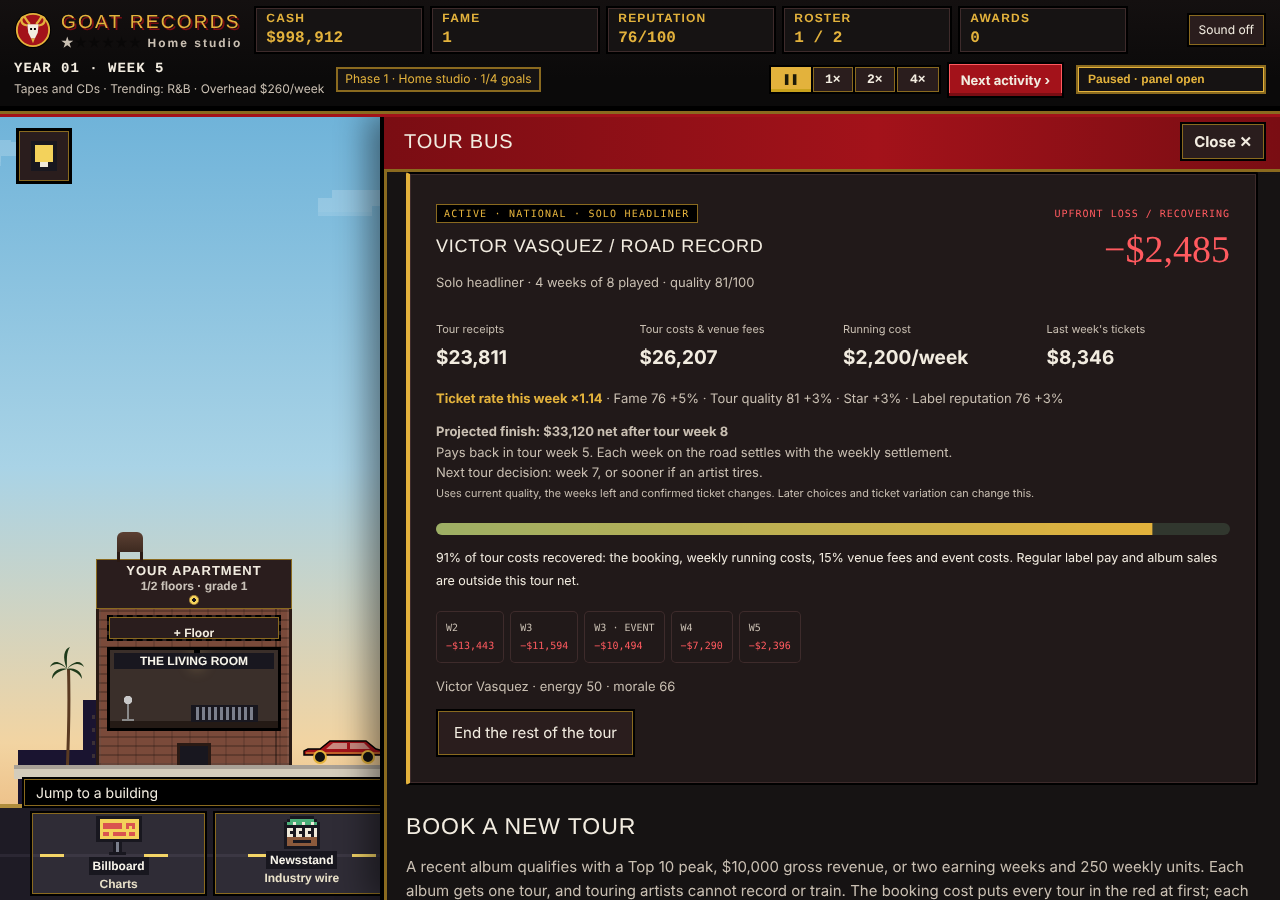 GOAT RECORDS
★★★★★★ Home studio
CASH
$998,912
FAME
1
REPUTATION
76/100
ROSTER
1 / 2
AWARDS
0
Sound off
YEAR 01 · WEEK 5
Tapes and CDs · Trending: R&B · Overhead $260/week
Phase 1 · Home studio · 1/4 goals
❚❚
1×
2×
4×
Next activity ›
Paused · panel open
TOUR BUS
Close ✕
ACTIVE · NATIONAL · SOLO HEADLINER
UPFRONT LOSS / RECOVERING
VICTOR VASQUEZ / ROAD RECORD
−$2,485
Solo headliner · 4 weeks of 8 played · quality 81/100
Tour receipts
$23,811
Tour costs & venue fees
$26,207
Running cost
$2,200/week
Last week's tickets
$8,346
Ticket rate this week ×1.14 · Fame 76 +5% · Tour quality 81 +3% · Star +3% · Label reputation 76 +3%
Projected finish: $33,120 net after tour week 8
Pays back in tour week 5. Each week on the road settles with the weekly settlement.
Next tour decision: week 7, or sooner if an artist tires.
Uses current quality, the weeks left and confirmed ticket changes. Later choices and ticket variation can change this.
91% of tour costs recovered: the booking, weekly running costs, 15% venue fees and event costs. Regular label pay and album sales
are outside this tour net.
W2
−$13,443
W3
−$11,594
W3 · EVENT
−$10,494
W4
−$7,290
W5
−$2,396
Victor Vasquez · energy 50 · morale 66
End the rest of the tour
BOOK A NEW TOUR
A recent album qualifies with a Top 10 peak, $10,000 gross revenue, or two earning weeks and 250 weekly units. Each
album gets one tour, and touring artists cannot record or train. The booking cost puts every tour in the red at first; each
YOUR APARTMENT
1/2 floors · grade 1
+ Floor
THE LIVING ROOM
Jump to a building
Billboard
Charts
Newsstand
Industry wire